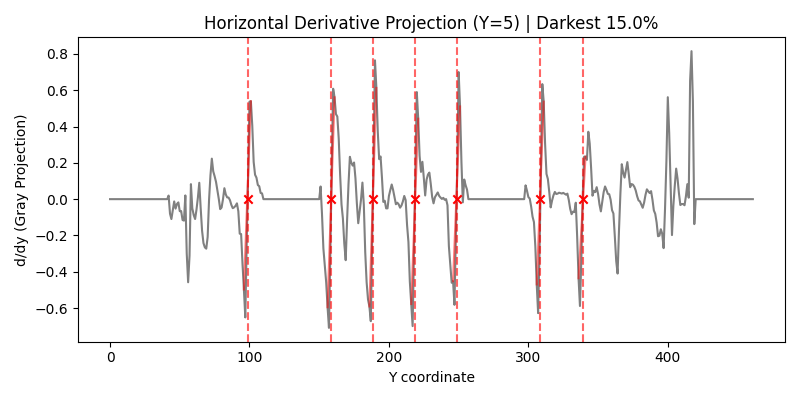 Horizontal Derivative Projection (Y=5) | Darkest 15.0%
d/dy (Gray Projection)
0.8
0.6
0.4
0.2
0.0
−0.2
−0.4
−0.6
0 100 200 300 400
Y coordinate